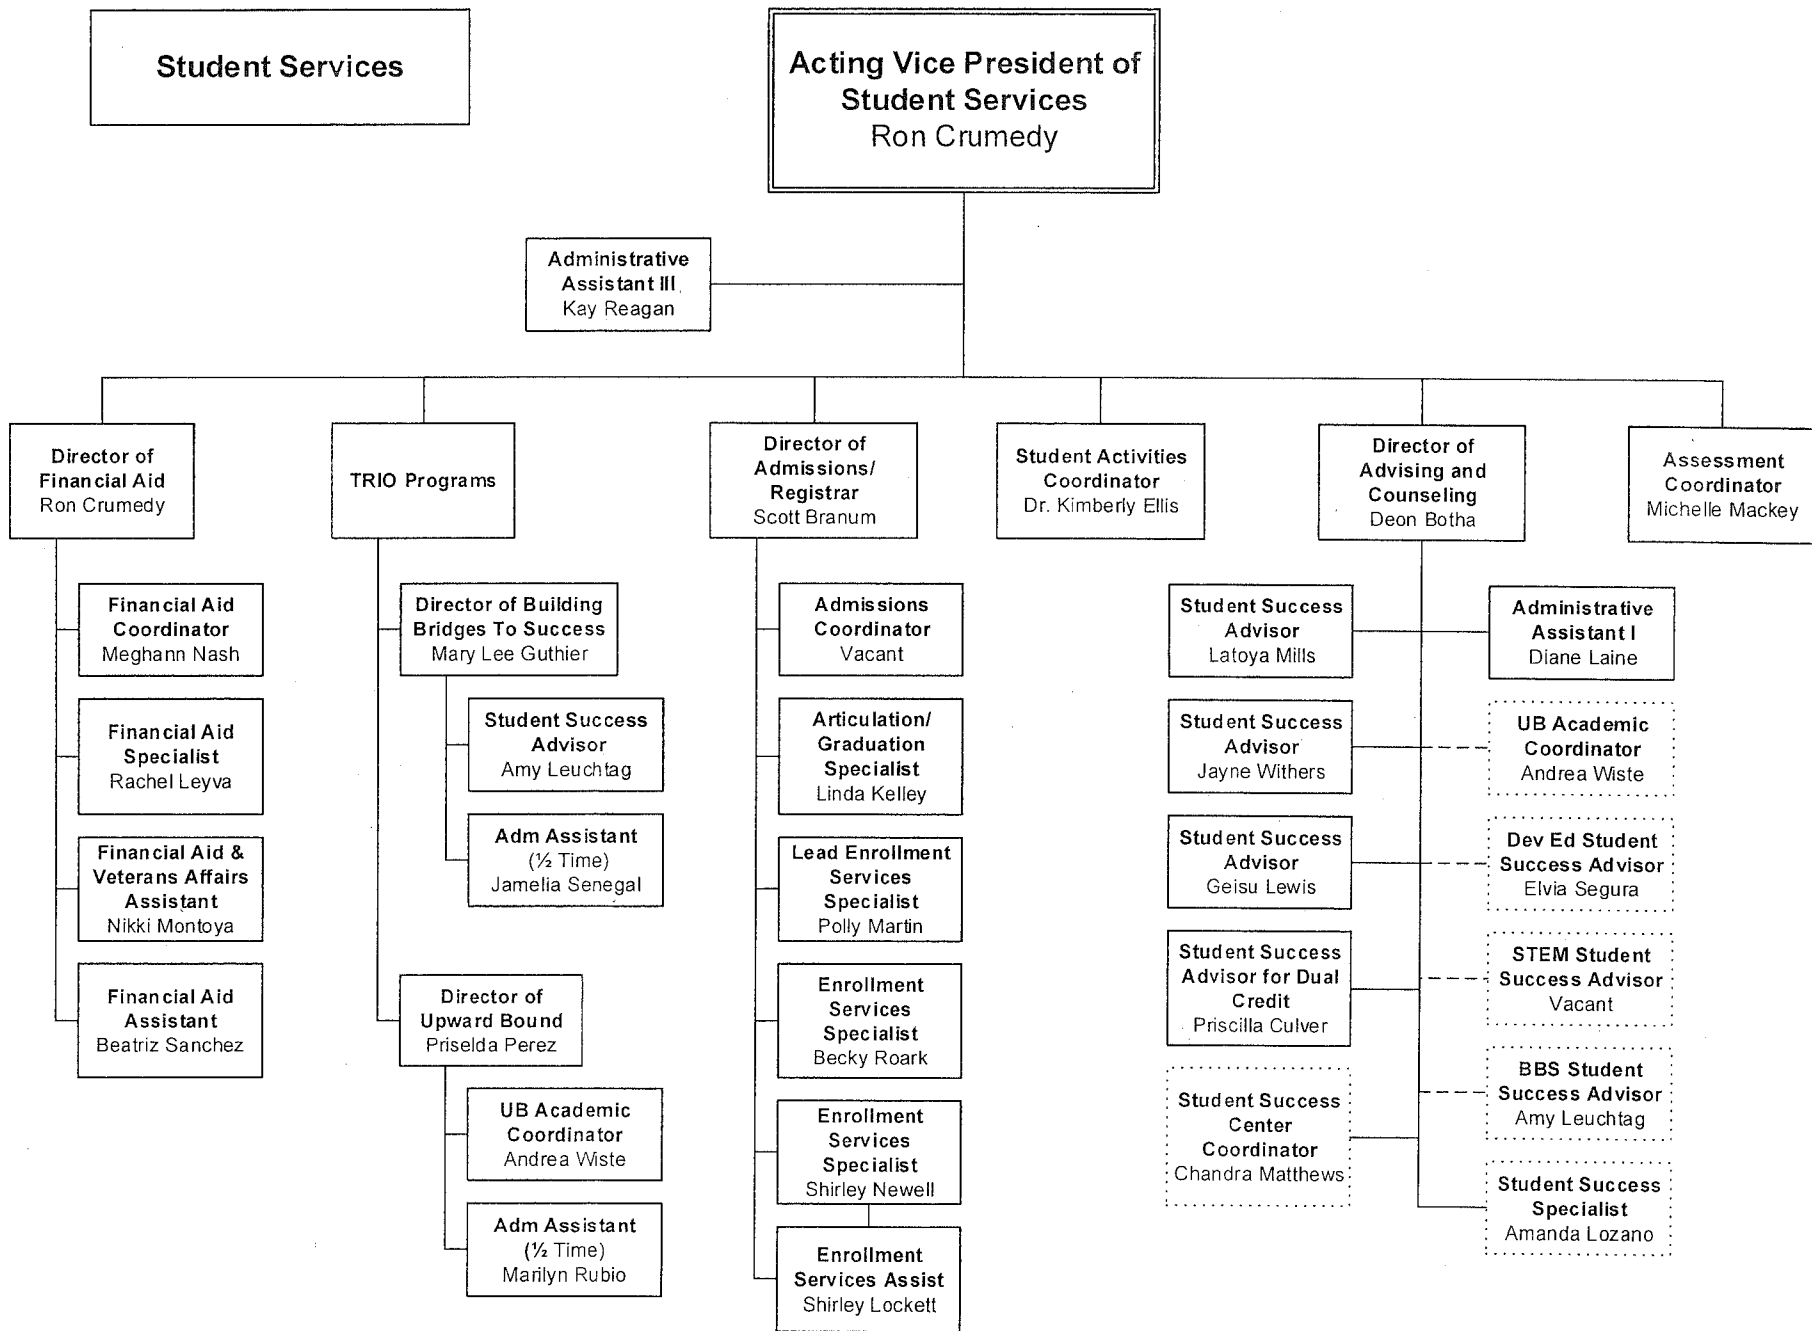 Student Services
Acting Vice President of
Student Services
Ron Crumedy
Administrative
Assistant III
Kay Reagan
Director of
Financial Aid
Ron Crumedy
TRIO Programs
Director of
Admissions/
Registrar
Scott Branum
Student Activities
Coordinator
Dr. Kimberly Ellis
Director of
Advising and
Counseling
Deon Botha
Assessment
Coordinator
Michelle Mackey
Financial Aid
Coordinator
Meghann Nash
Financial Aid
Specialist
Rachel Leyva
Financial Aid &
Veterans Affairs
Assistant
Nikki Montoya
Financial Aid
Assistant
Beatriz Sanchez
Director of Building
Bridges To Success
Mary Lee Guthier
Student Success
Advisor
Amy Leuchtag
Adm Assistant
(½ Time)
Jamelia Senegal
Director of
Upward Bound
Priselda Perez
UB Academic
Coordinator
Andrea Wiste
Adm Assistant
(½ Time)
Marilyn Rubio
Admissions
Coordinator
Vacant
Articulation/
Graduation
Specialist
Linda Kelley
Lead Enrollment
Services
Specialist
Polly Martin
Enrollment
Services
Specialist
Becky Roark
Enrollment
Services
Specialist
Shirley Newell
Enrollment
Services Assist
Shirley Lockett
Student Success
Advisor
Latoya Mills
Student Success
Advisor
Jayne Withers
Student Success
Advisor
Geisu Lewis
Student Success
Advisor for Dual
Credit
Priscilla Culver
Student Success
Center
Coordinator
Chandra Matthews
Administrative
Assistant I
Diane Laine
UB Academic
Coordinator
Andrea Wiste
Dev Ed Student
Success Advisor
Elvia Segura
STEM Student
Success Advisor
Vacant
BBS Student
Success Advisor
Amy Leuchtag
Student Success
Specialist
Amanda Lozano